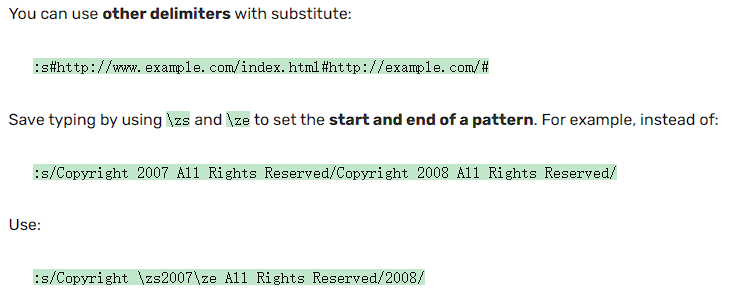 You can use other delimiters with substitute:
:s#http://www.example.com/index.html#http://example.com/#
Save typing by using \zs and \ze to set the start and end of a pattern. For example, instead of:
:s/Copyright 2007 All Rights Reserved/Copyright 2008 All Rights Reserved/
Use:
:s/Copyright \zs2007\ze All Rights Reserved/2008/